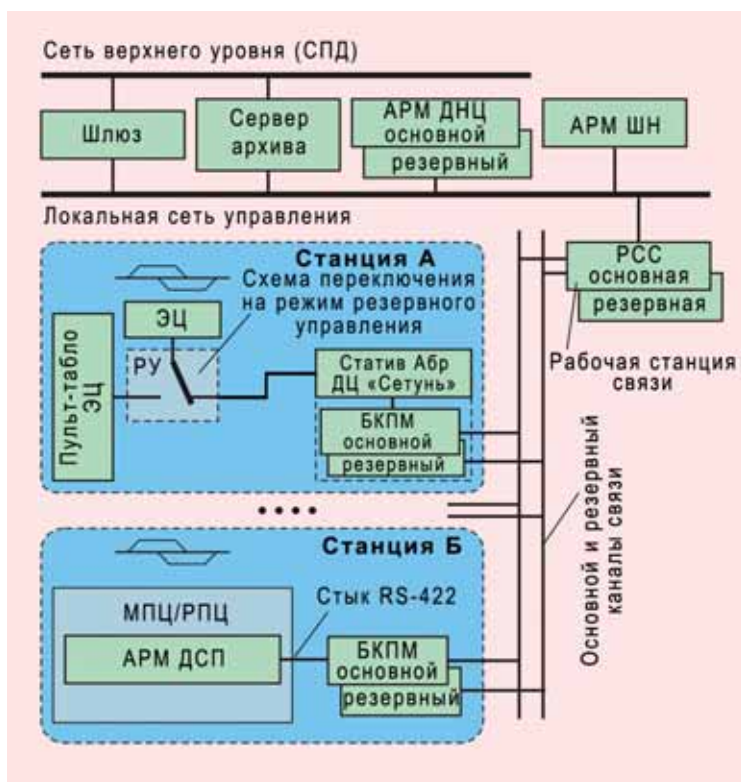 Сеть верхнего уровня (СПД)
Шлюз
Сервер
архива
АРМ ДНЦ
основной
резервный
АРМ ШН
Локальная сеть управления
Станция А
Схема переключения
на режим резервного
управления
РСС
основная
резервная
Рабочая станция
связи
ЭЦ
РУ
Пульт-табло
ЭЦ
Статив Абр
ДЦ «Сетунь»
БКПМ
основной
резервный
Основной и резервный
каналы связи
Станция Б
МПЦ/РПЦ
Стык RS-422
АРМ ДСП
БКПМ
основной
резервный